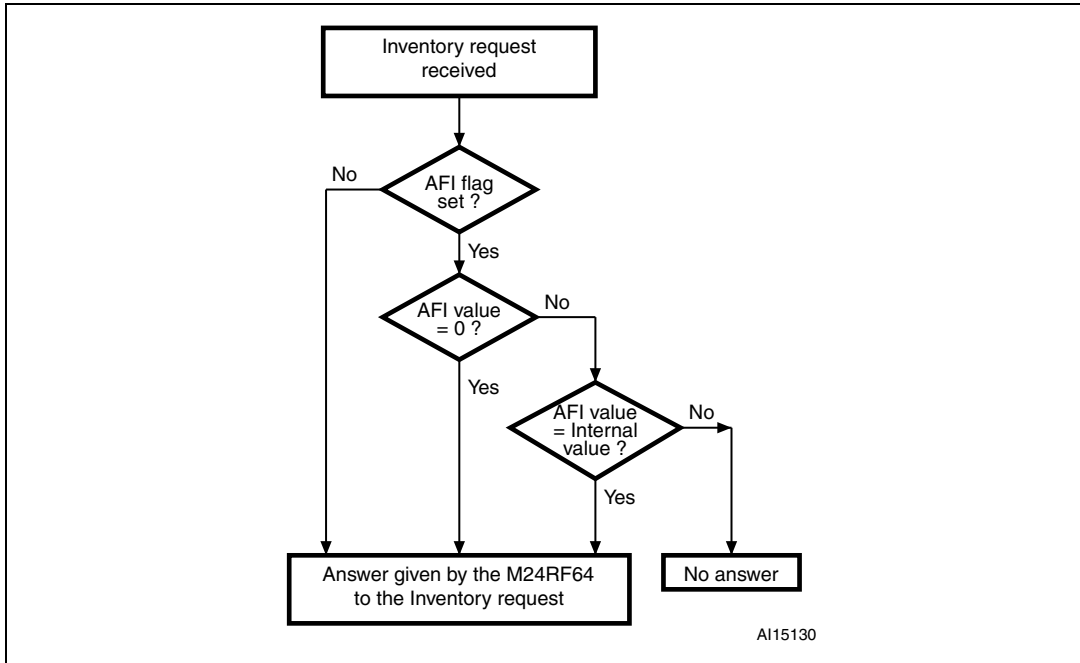 Inventory request
received
No
AFI flag
set ?
Yes
AFI value
= 0 ?
No
Yes
AFI value
= Internal
value ?
No
Yes
Answer given by the M24RF64
to the Inventory request
No answer
AI15130